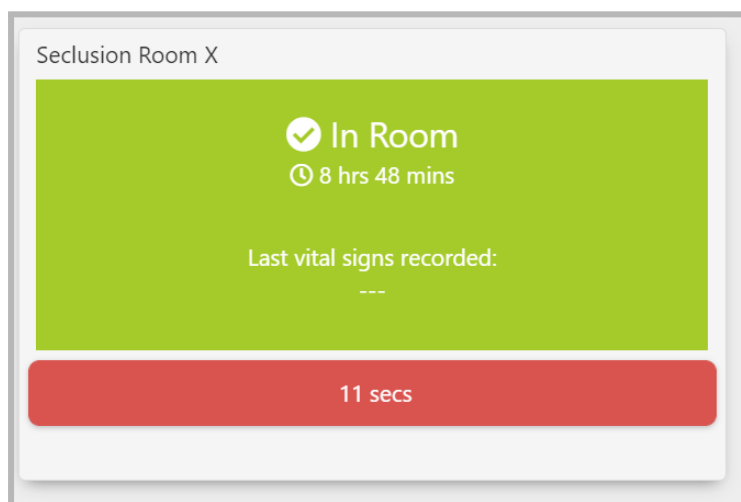 Seclusion Room X
In Room
8 hrs 48 mins
Last vital signs recorded:
---
11 secs